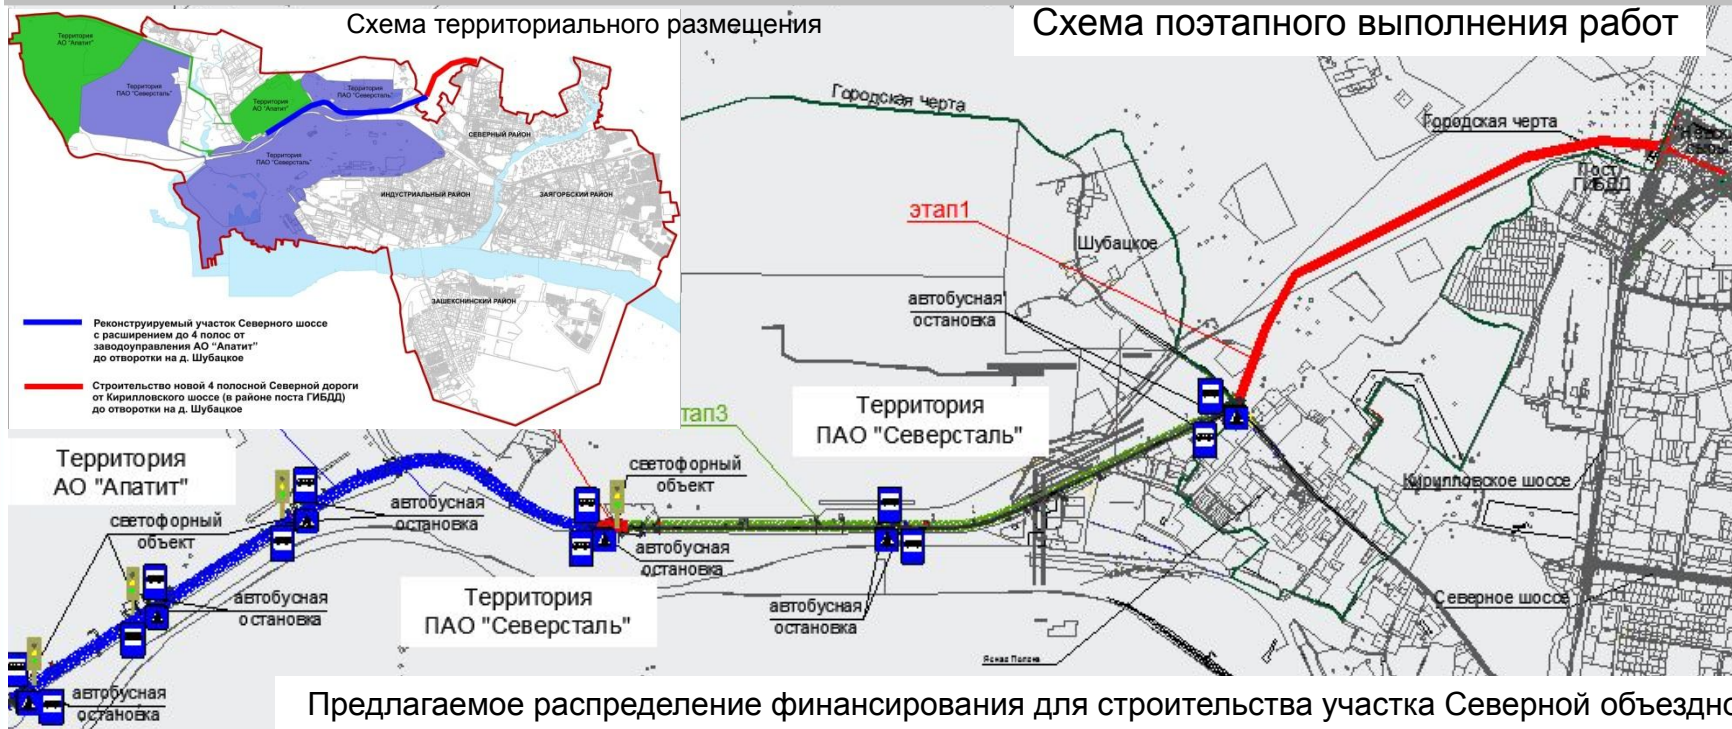 Схема территориального размещения
Схема поэтапного выполнения работ
Территория
АО "Апатит"
Территория
ПАО "Северсталь"
Территория
АО "Апатит"
Территория
ПАО "Северсталь"
Территория
ПАО "Северсталь"
СЕВЕРНЫЙ РАЙОН
ИНДУСТРИАЛЬНЫЙ РАЙОН
ЗАЯГОРБСКИЙ РАЙОН
ЗАШЕКСНИНСКИЙ РАЙОН
Реконструируемый участок Северного шоссе
с расширением до 4 полос от
заводоуправления АО "Апатит"
до отворотки на д. Шубацкое
Строительство новой 4 полосной Северной дороги
от Кирилловского шоссе (в районе поста ГИБДД)
до отворотки на д. Шубацкое
Городская черта
Городская черта
Пост
ГИБДД
этап1
Шубацкое
автобусная
остановка
Территория
ПАО "Северсталь"
тап3
Территория
АО "Апатит"
светофорный
объект
автобусная
остановка
светофорный
объект
автобусная
остановка
Кирилловское шоссе
автобусная
остановка
Территория
ПАО "Северсталь"
автобусная
остановка
Северное шоссе
Ясная Поляна
автобусная
остановка
Предлагаемое распределение финансирования для строительства участка Северной объездно